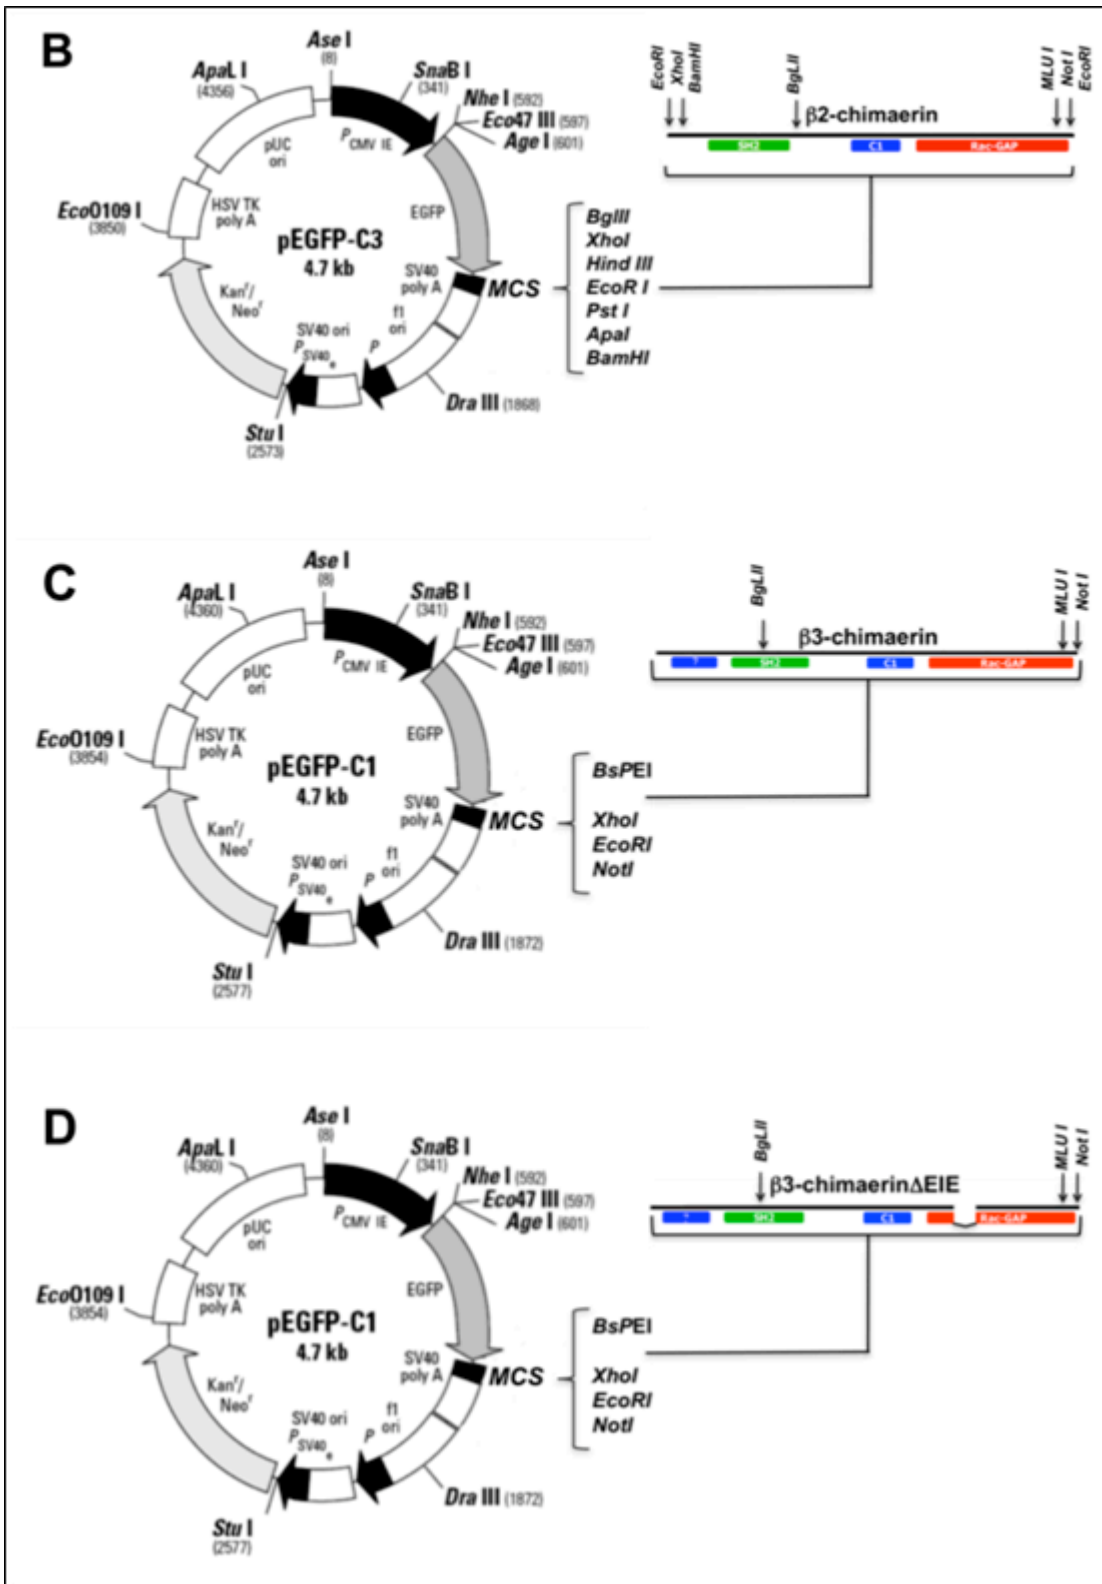 B
Ase I
(8)
ApaL I
(4356)
SnaB I
(341)
Nhe I (592)
Eco47 III (597)
Age I (601)
pUC
ori
PCMV IE
HSV TK
poly A
EcoO109 I
(3850)
EGFP
pEGFP-C3
4.7 kb
SV40
poly A
MCS
Kanr/
Neor
SV40 ori
PSV40e
f1
ori
P
Dra III (1868)
Stu I
(2573)
BglII
XhoI
Hind III
EcoR I
Pst I
ApaI
BamHI
EcoRI
XhoI
BamHI
BgLII
MLU I
Not I
EcoRI
β2-chimaerin
SH2
C1
Rac-GAP
C
Ase I
(8)
ApaL I
(4360)
SnaB I
(341)
Nhe I (592)
Eco47 III (597)
Age I (601)
pUC
ori
PCMV IE
HSV TK
poly A
EcoO109 I
(3854)
EGFP
pEGFP-C1
4.7 kb
SV40
poly A
MCS
Kanr/
Neor
SV40 ori
PSV40e
f1
ori
P
Dra III (1872)
Stu I
(2577)
BsPEI
XhoI
EcoRI
NotI
BgLII
MLU I
Not I
β3-chimaerin
?
SH2
C1
Rac-GAP
D
Ase I
(8)
ApaL I
(4360)
SnaB I
(341)
Nhe I (592)
Eco47 III (597)
Age I (601)
pUC
ori
PCMV IE
HSV TK
poly A
EcoO109 I
(3854)
EGFP
pEGFP-C1
4.7 kb
SV40
poly A
MCS
Kanr/
Neor
SV40 ori
PSV40e
f1
ori
P
Dra III (1872)
Stu I
(2577)
BsPEI
XhoI
EcoRI
NotI
BgLII
MLU I
Not I
β3-chimaerinΔEIE
?
SH2
C1
Rac-GAP